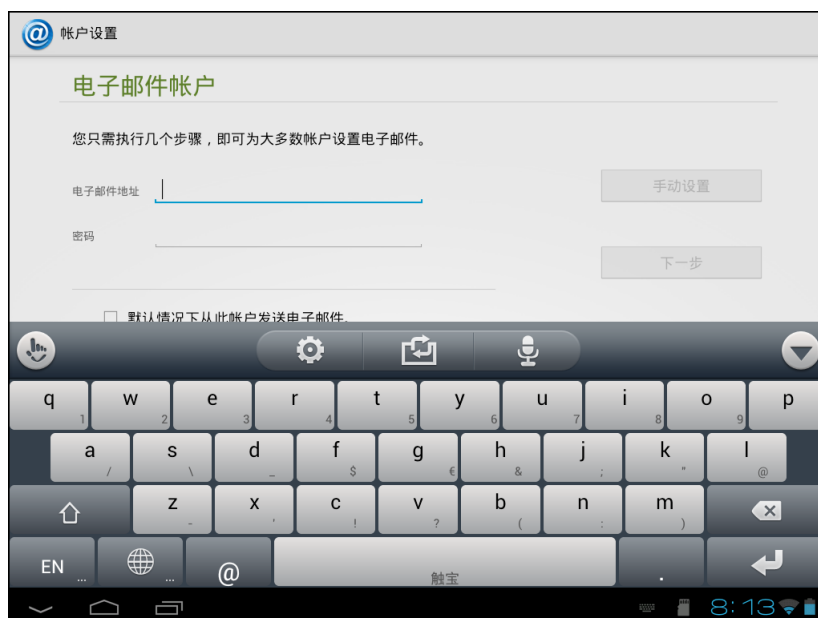 帐户设置
电子邮件帐户
您只需执行几个步骤，即可为大多数帐户设置电子邮件。
电子邮件地址
手动设置
密码
下一步
默认情况下从此帐户发送电子邮件。
q 1 w 2 e 3 r 4 t 5 y 6 u 7 i 8 o 9 p
a / s \ d _ f $ g € h & j ; k " l @
z - x ' c ! v ? b ( n : m )
EN ... ... @ 触宝 .
8:13